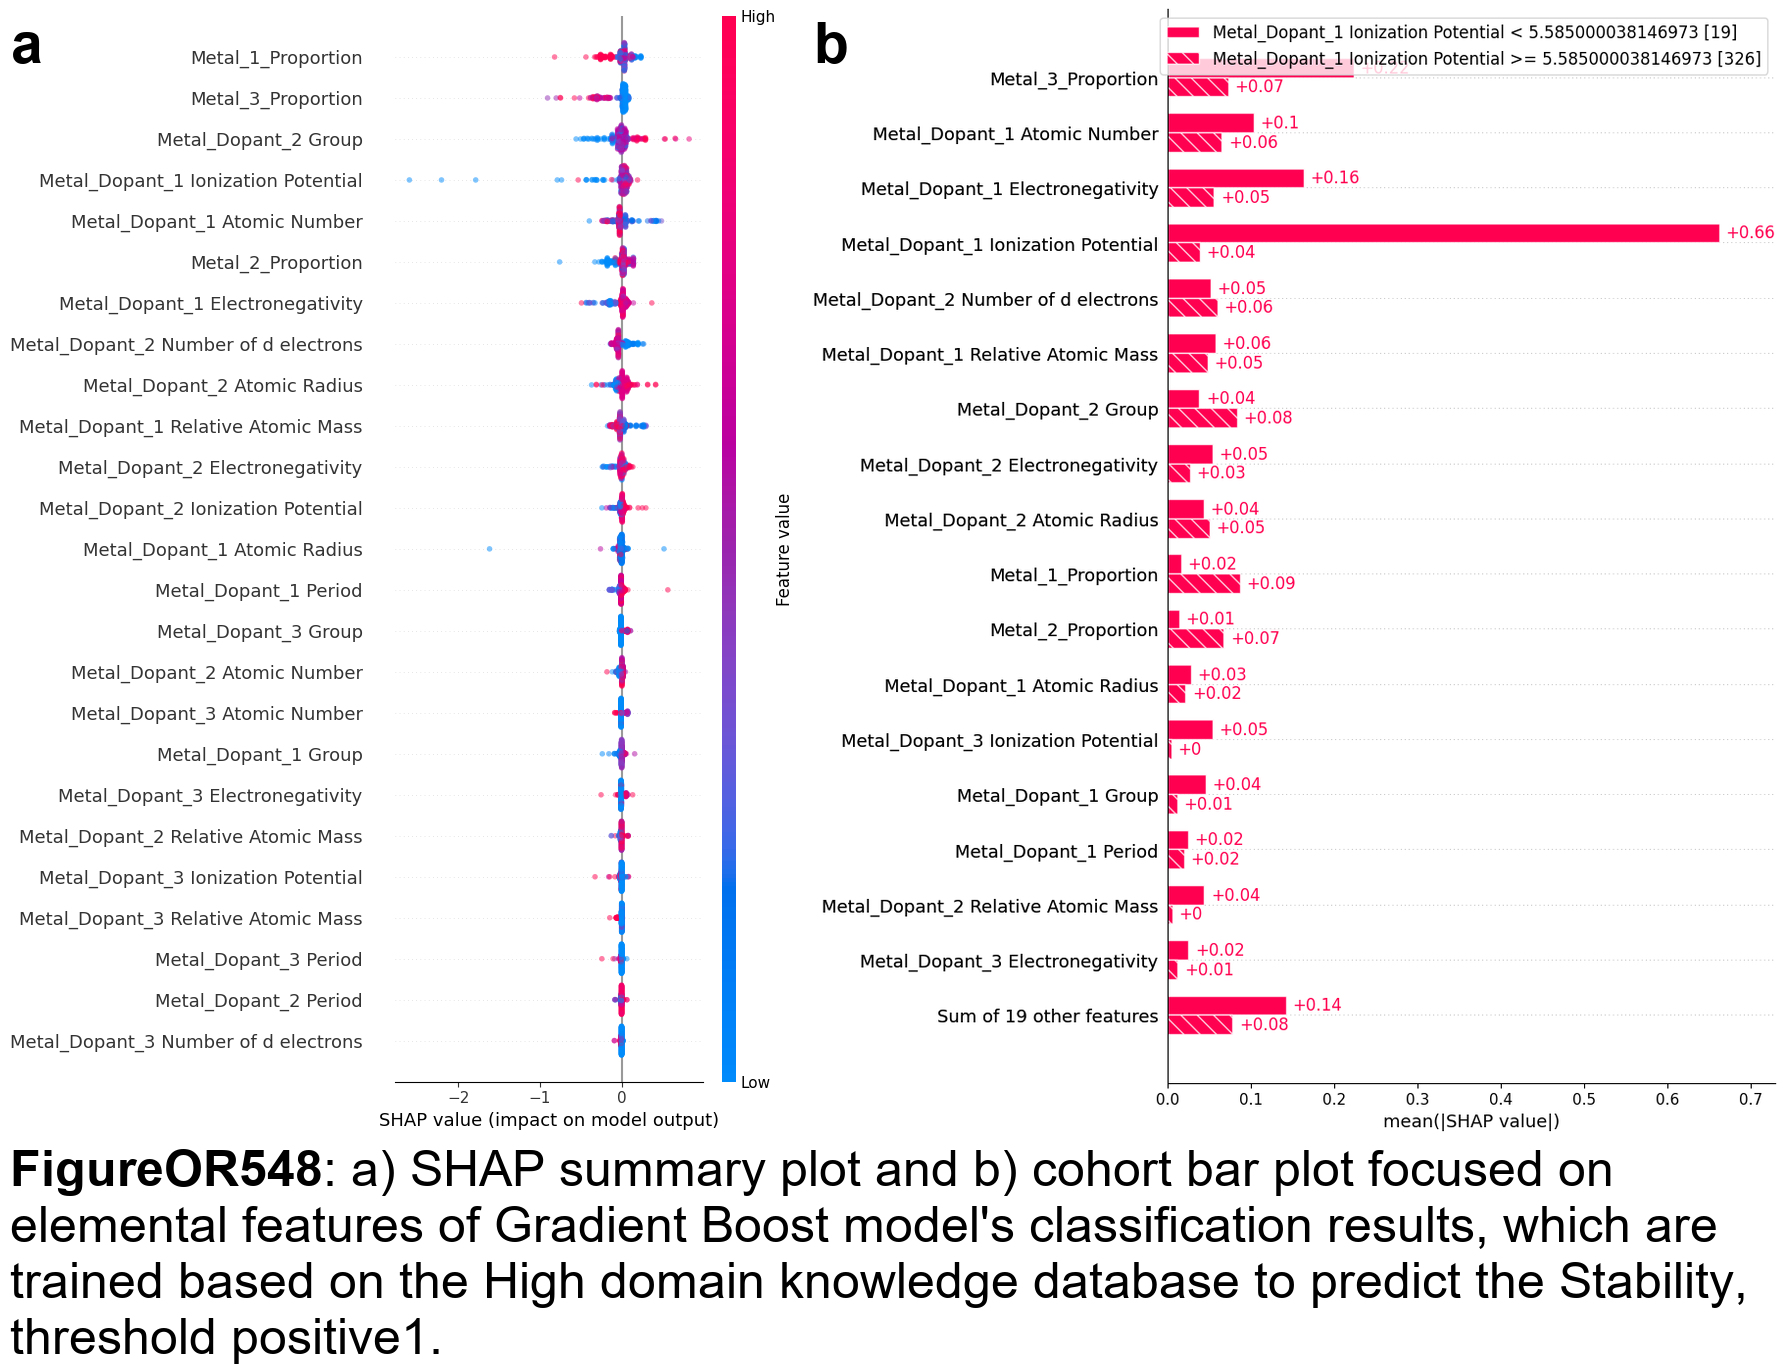 a
Metal_1_Proportion
Metal_3_Proportion
Metal_Dopant_2 Group
Metal_Dopant_1 Ionization Potential
Metal_Dopant_1 Atomic Number
Metal_2_Proportion
Metal_Dopant_1 Electronegativity
Metal_Dopant_2 Number of d electrons
Metal_Dopant_2 Atomic Radius
Metal_Dopant_1 Relative Atomic Mass
Metal_Dopant_2 Electronegativity
Metal_Dopant_2 Ionization Potential
Metal_Dopant_1 Atomic Radius
Metal_Dopant_1 Period
Metal_Dopant_3 Group
Metal_Dopant_2 Atomic Number
Metal_Dopant_3 Atomic Number
Metal_Dopant_1 Group
Metal_Dopant_3 Electronegativity
Metal_Dopant_2 Relative Atomic Mass
Metal_Dopant_3 Ionization Potential
Metal_Dopant_3 Relative Atomic Mass
Metal_Dopant_3 Period
Metal_Dopant_2 Period
Metal_Dopant_3 Number of d electrons
−2 −1 0
SHAP value (impact on model output)
High
Feature value
Low
b
Metal_Dopant_1 Ionization Potential < 5.585000038146973 [19]
Metal_Dopant_1 Ionization Potential >= 5.585000038146973 [326]
+0.22
Metal_3_Proportion +0.07
+0.1
Metal_Dopant_1 Atomic Number +0.06
+0.16
Metal_Dopant_1 Electronegativity +0.05
+0.66
Metal_Dopant_1 Ionization Potential +0.04
+0.05
Metal_Dopant_2 Number of d electrons +0.06
+0.06
Metal_Dopant_1 Relative Atomic Mass +0.05
+0.04
Metal_Dopant_2 Group +0.08
+0.05
Metal_Dopant_2 Electronegativity +0.03
+0.04
Metal_Dopant_2 Atomic Radius +0.05
+0.02
Metal_1_Proportion +0.09
+0.01
Metal_2_Proportion +0.07
+0.03
Metal_Dopant_1 Atomic Radius +0.02
+0.05
Metal_Dopant_3 Ionization Potential +0
+0.04
Metal_Dopant_1 Group +0.01
+0.02
Metal_Dopant_1 Period +0.02
+0.04
Metal_Dopant_2 Relative Atomic Mass +0
+0.02
Metal_Dopant_3 Electronegativity +0.01
+0.14
Sum of 19 other features +0.08
0.0 0.1 0.2 0.3 0.4 0.5 0.6 0.7
mean(|SHAP value|)
FigureOR548: a) SHAP summary plot and b) cohort bar plot focused on
elemental features of Gradient Boost model's classification results, which are
trained based on the High domain knowledge database to predict the Stability,
threshold positive1.